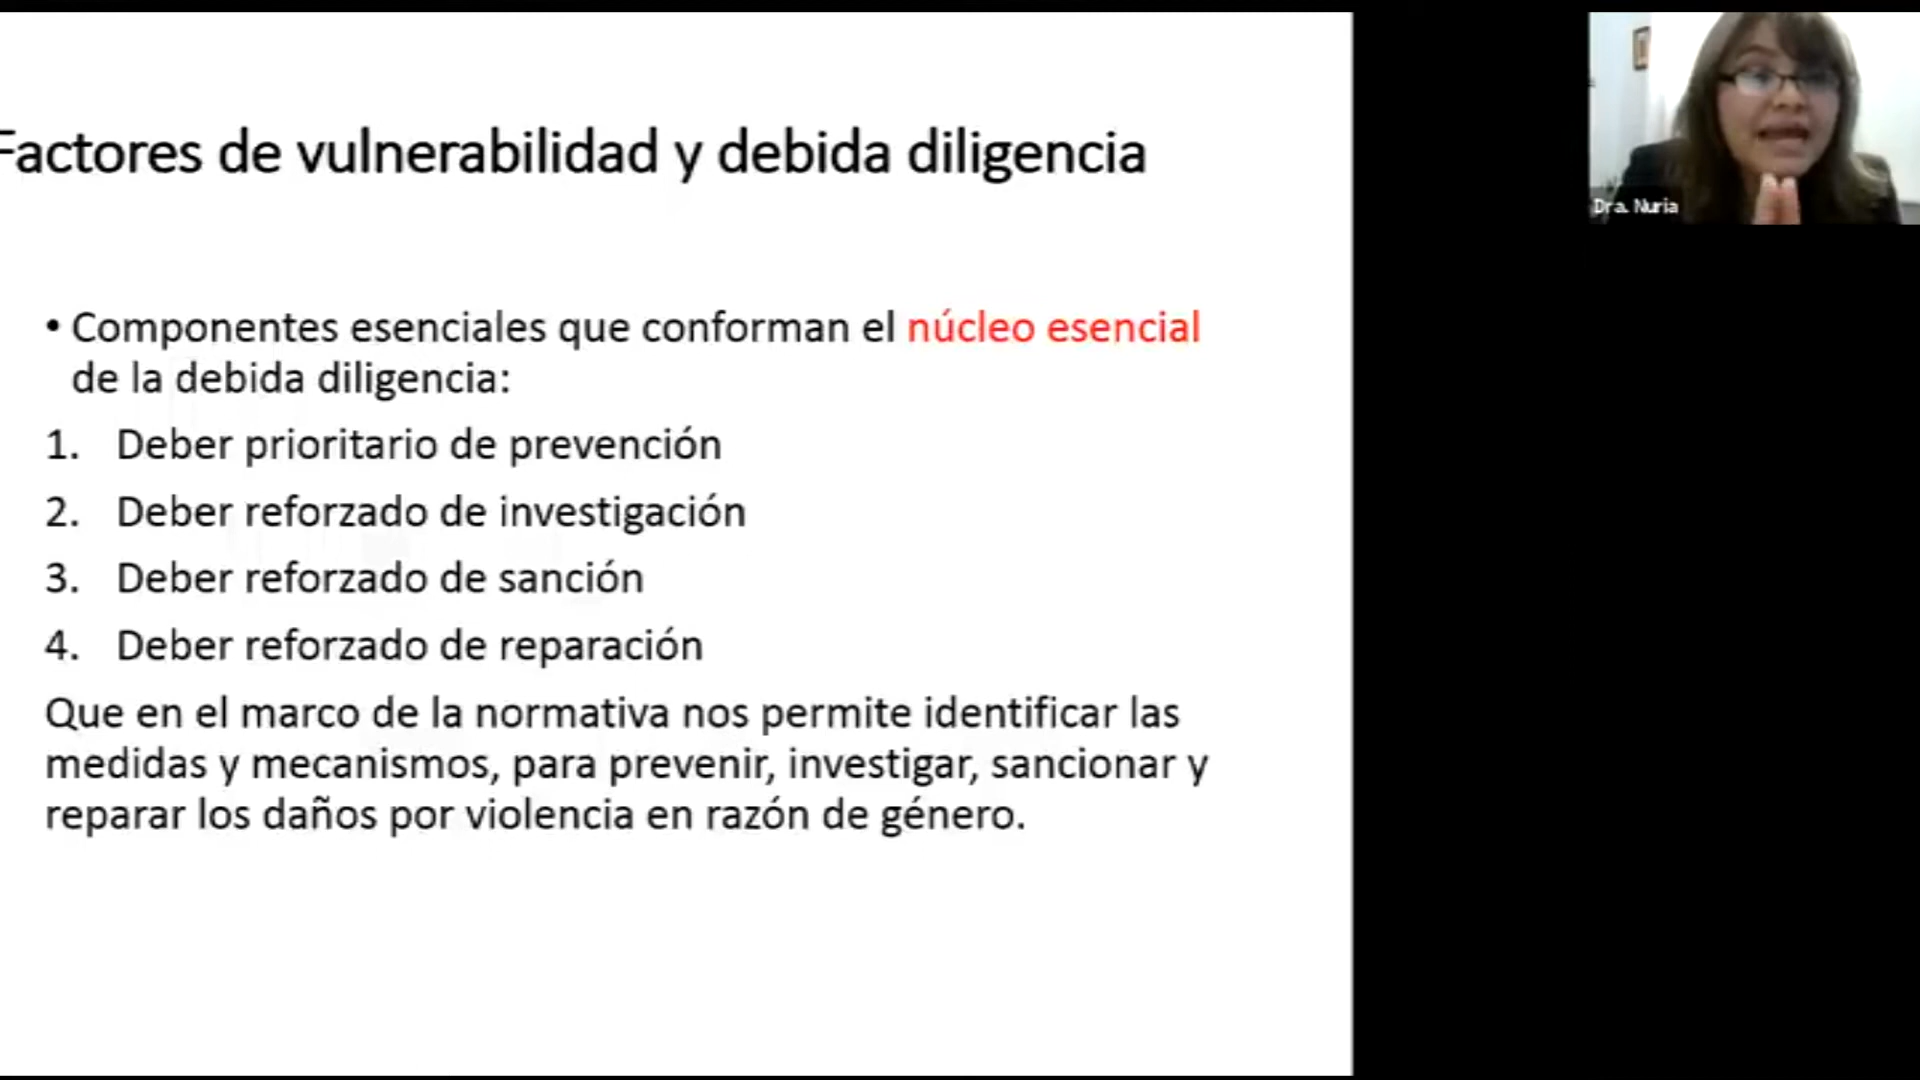 Factores de vulnerabilidad y debida diligencia
Dra. Nuria
• Componentes esenciales que conforman el núcleo esencial
de la debida diligencia:
1. Deber prioritario de prevención
2. Deber reforzado de investigación
3. Deber reforzado de sanción
4. Deber reforzado de reparación
Que en el marco de la normativa nos permite identificar las
medidas y mecanismos, para prevenir, investigar, sancionar y
reparar los daños por violencia en razón de género.